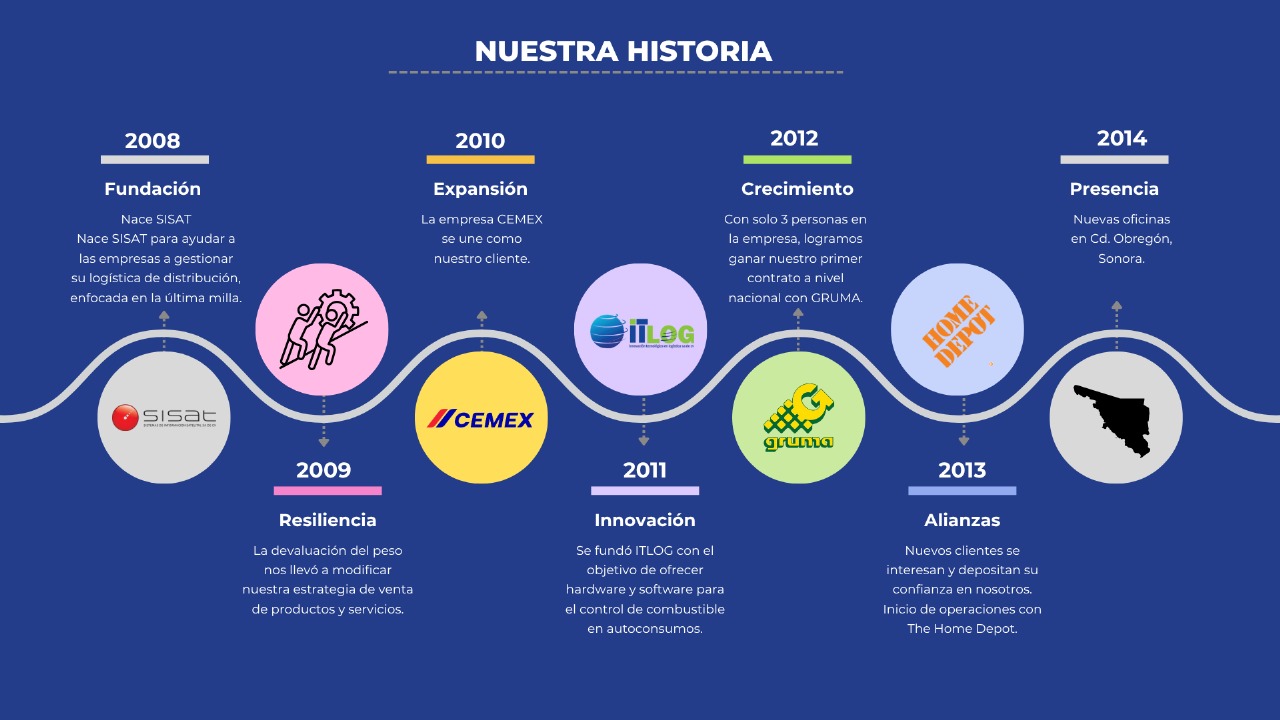 NUESTRA HISTORIA
2008
Fundación
Nace SISAT
Nace SISAT para ayudar a
las empresas a gestionar
su logística de distribución,
enfocada en la última milla.
sisat
2009
Resiliencia
La devaluación del peso
nos llevó a modificar
nuestra estrategia de venta
de productos y servicios.
2010
Expansión
La empresa CEMEX
se une como
nuestro cliente.
CEMEX
ITLOG
2011
Innovación
Se fundó ITLOG con el
objetivo de ofrecer
hardware y software para
el control de combustible
en autoconsumos.
2012
Crecimiento
Con solo 3 personas en
la empresa, logramos
ganar nuestro primer
contrato a nivel
nacional con GRUMA.
G
gruma
HOME
DEPOT
2013
Alianzas
Nuevos clientes se
interesan y depositan su
confianza en nosotros.
Inicio de operaciones con
The Home Depot.
2014
Presencia
Nuevas oficinas
en Cd. Obregón,
Sonora.